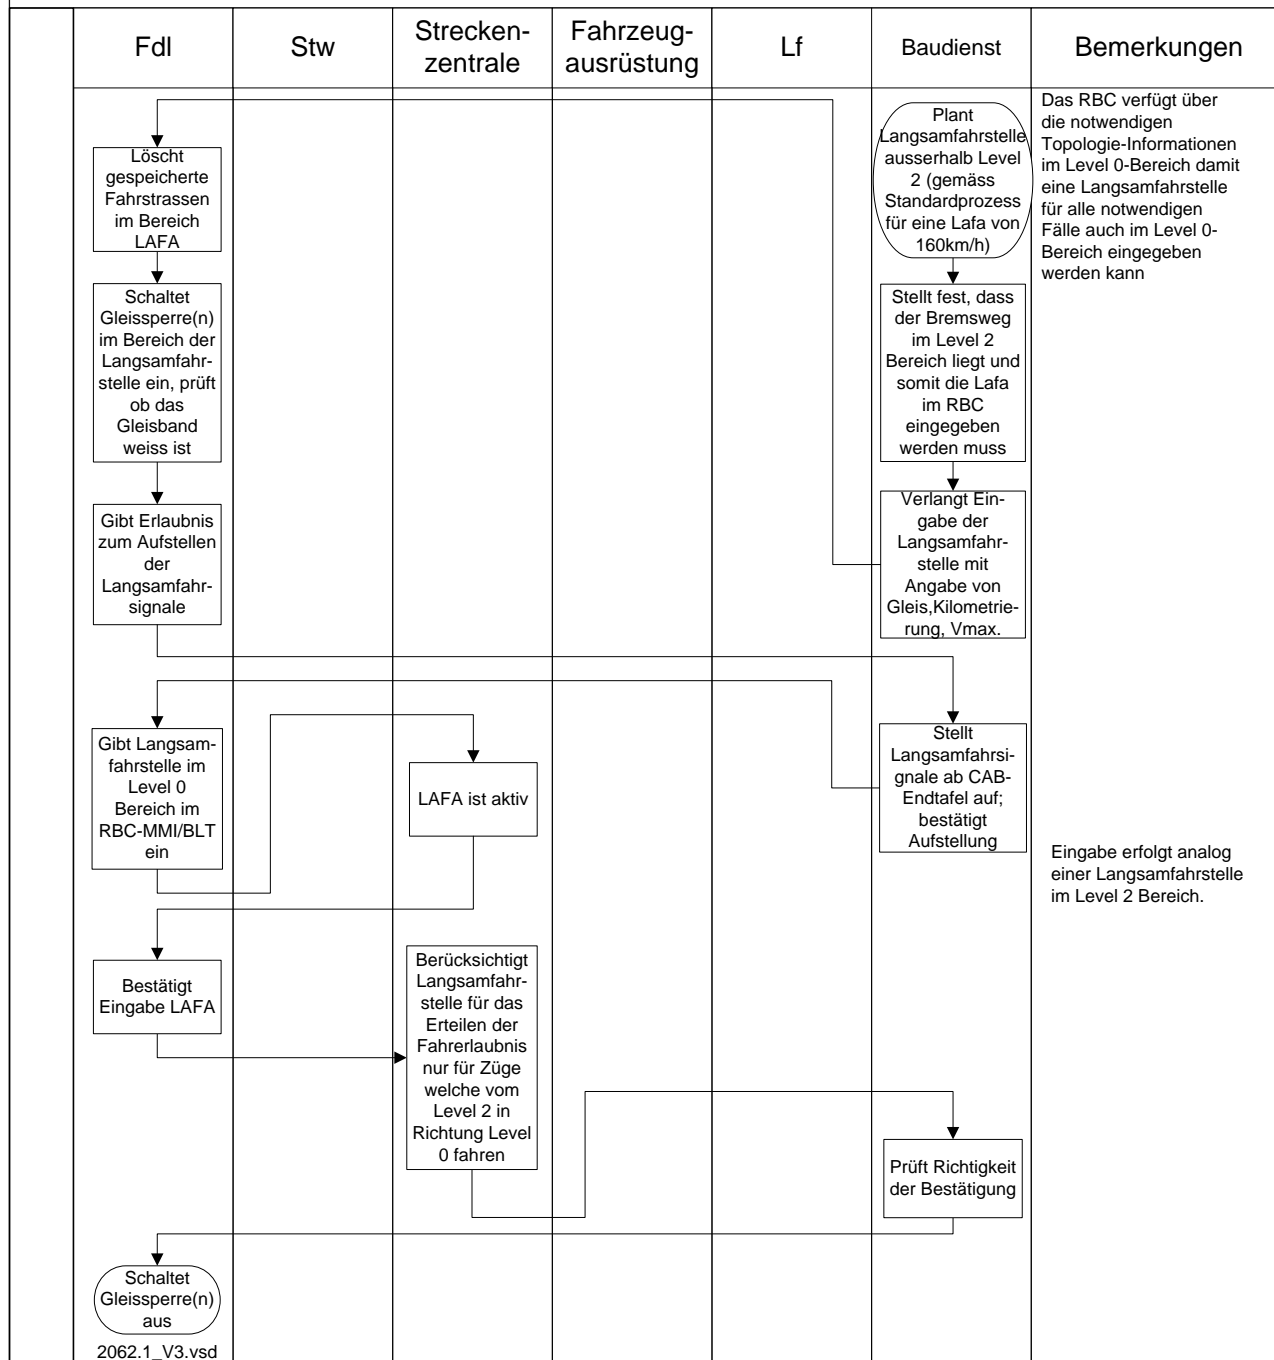 Fdl
Stw
Strecken-
zentrale
Fahrzeug-
ausrüstung
Lf
Baudienst
Bemerkungen
Plant
Langsamfahrstelle
ausserhalb Level
2 (gemäss
Standardprozess
für eine Lafa von
160km/h)
Das RBC verfügt über
die notwendigen
Topologie-Informationen
im Level 0-Bereich damit
eine Langsamfahrstelle
für alle notwendigen
Fälle auch im Level 0-
Bereich eingegeben
werden kann
Stellt fest, dass
der Bremsweg
im Level 2
Bereich liegt und
somit die Lafa
im RBC
eingegeben
werden muss
Verlangt Ein-
gabe der
Langsamfahr-
stelle mit
Angabe von
Gleis,Kilometrie-
rung, Vmax.
Löscht
gespeicherte
Fahrstrassen
im Bereich
LAFA
Schaltet
Gleissperre(n)
im Bereich der
Langsamfahr-
stelle ein, prüft
ob das
Gleisband
weiss ist
Gibt Erlaubnis
zum Aufstellen
der
Langsamfahr-
signale
Stellt
Langsamfahrsi-
gnale ab CAB-
Endtafel auf;
bestätigt
Aufstellung
Gibt Langsam-
fahrstelle im
Level 0
Bereich im
RBC-MMI/BLT
ein
LAFA ist aktiv
Eingabe erfolgt analog
einer Langsamfahrstelle
im Level 2 Bereich.
Bestätigt
Eingabe LAFA
Berücksichtigt
Langsamfahr-
stelle für das
Erteilen der
Fahrerlaubnis
nur für Züge
welche vom
Level 2 in
Richtung Level
0 fahren
Prüft Richtigkeit
der Bestätigung
Schaltet
Gleissperre(n)
aus
2062.1_V3.vsd